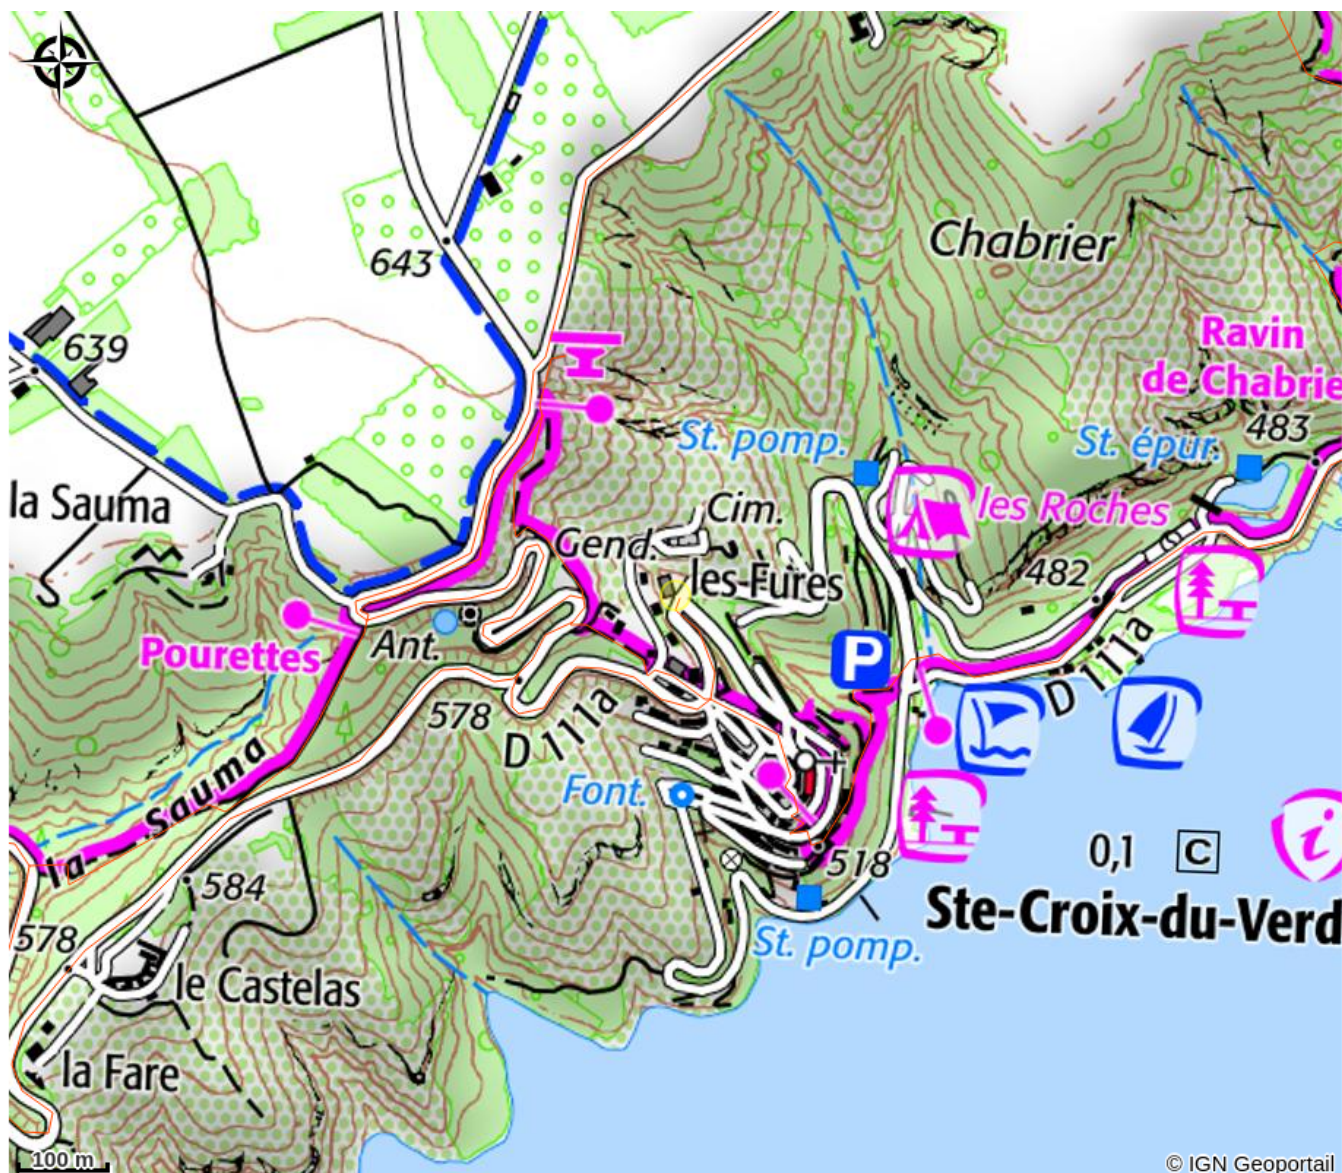 643
Chabrier
639
Ravin
de Chabrie
483
St. pomp.
St. épur.
la Sauma
Cim.
les Roches
Gend.
les Fures
482
Pourettes
Ant.
P
578
D 111a
D 111a
la Sauma
Font.
0,1
C
i
518
584
Ste-Croix-du-Verd
578
St. pomp.
le Castelas
la Fare
100 m
© IGN Geoportail